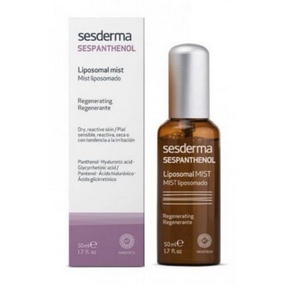 sesderma
SESPANTHENOL
Liposomal mist
Mist liposomado
Regenerating
Regenerante
Dry, reactive skin / Piel
sensible, reactiva, seca o
con tendencia a la irritación
Panthenol · Hyaluronic acid ·
Glycyrrhetinic acid /
Pantenol · Ácido hialurónico ·
Ácido glicirretínico
50 ml ℮
1.7 fl. oz
sesderma
SESPANTHENOL
Liposomal MIST
MIST liposomado
Regenerating
Regenerante
50 ml ℮
1.7 fl. oz